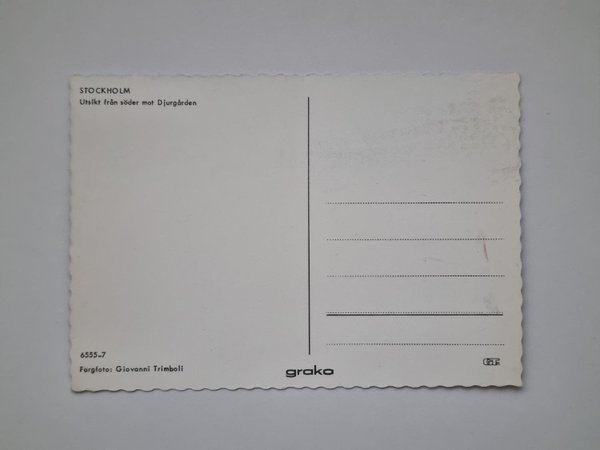 STOCKHOLM
Utsikt från söder mot Djurgården
6555-7
Färgfoto: Giovanni Trimboli
grako